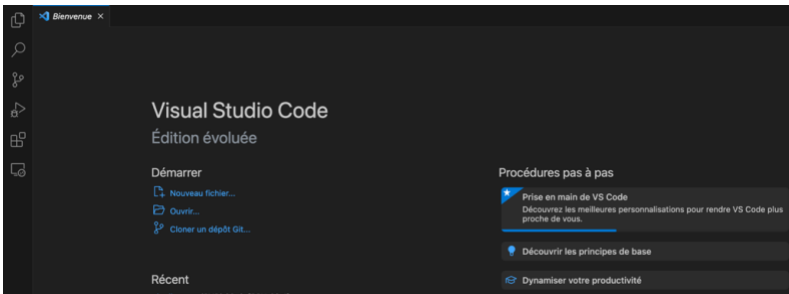 Bienvenue
Visual Studio Code
Édition évoluée
Démarrer
Nouveau fichier...
Ouvrir...
Cloner un dépôt Git...
Récent
Procédures pas à pas
Prise en main de VS Code
Découvrez les meilleures personnalisations pour rendre VS Code plus
proche de vous.
Découvrir les principes de base
Dynamiser votre productivité